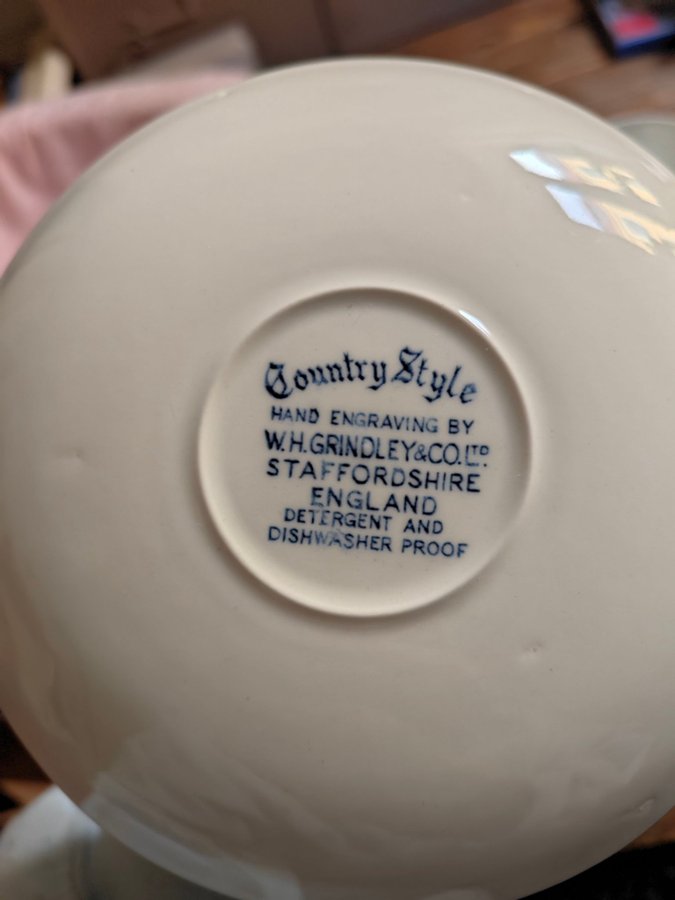 Country Style
HAND ENGRAVING BY
W.H.GRINDLEY&CO.LTD
STAFFORDSHIRE
ENGLAND
DETERGENT AND
DISHWASHER PROOF